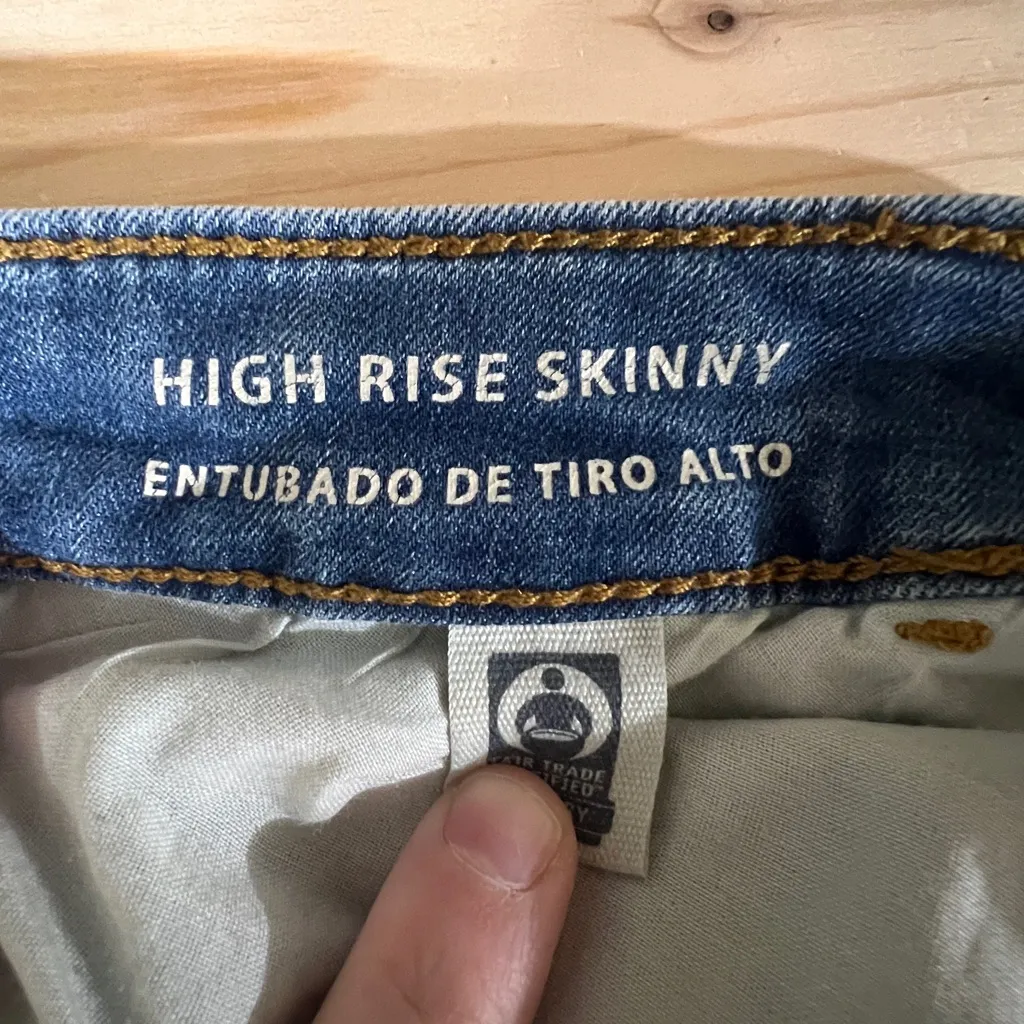 HIGH RISE SKINNY
ENTUBADO DE TIRO ALTO
FAIR TRADE